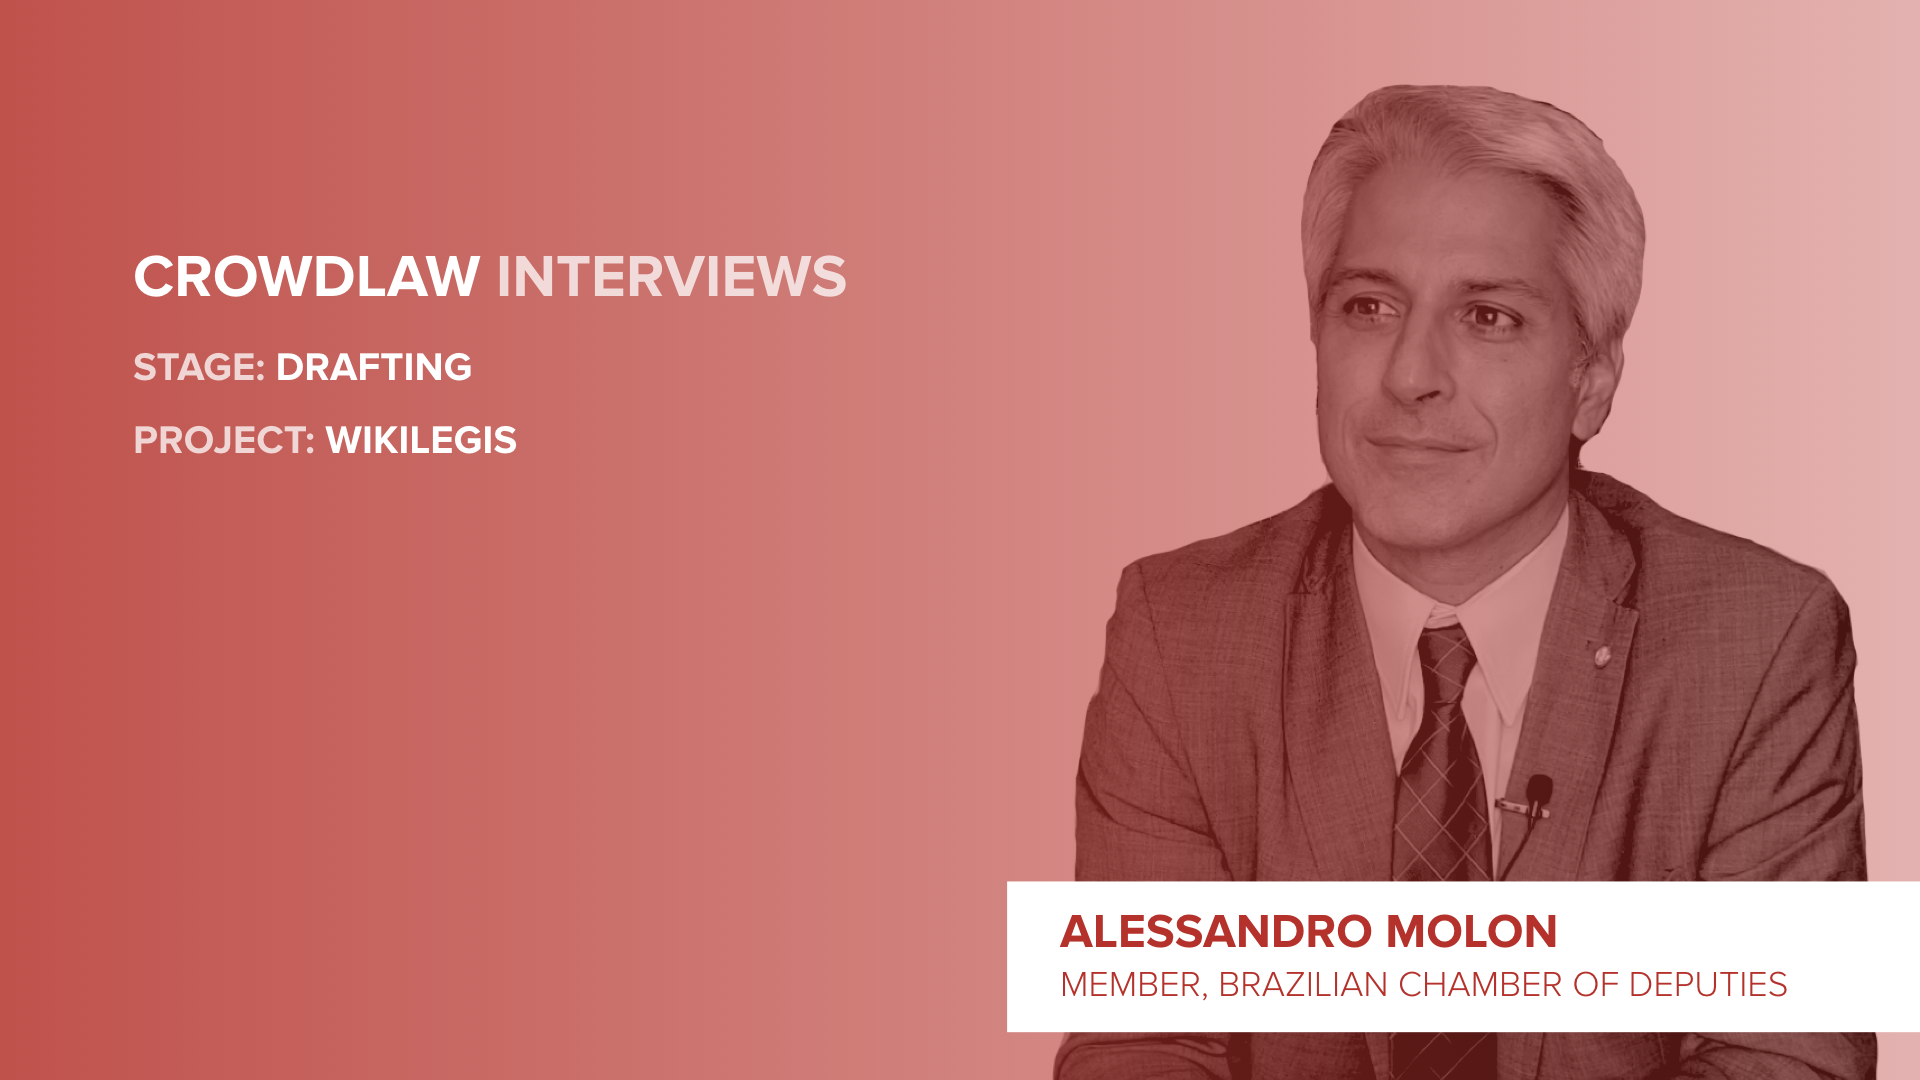 CROWDLAW INTERVIEWS
STAGE: DRAFTING
PROJECT: WIKILEGIS
ALESSANDRO MOLON
MEMBER, BRAZILIAN CHAMBER OF DEPUTIES